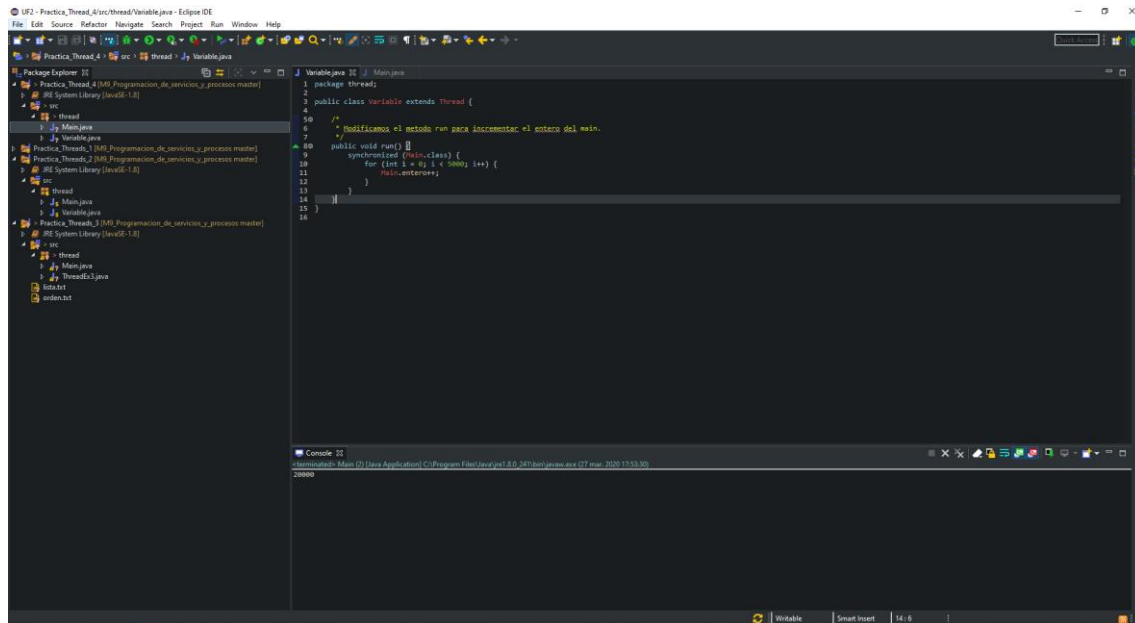 UF2 - Practica_Thread_4/src/thread/Variable.java - Eclipse IDE
File Edit Source Refactor Navigate Search Project Run Window Help
Quick Access
Practica_Thread_4 > src > thread > Variable.java
Package Explorer
> Practica_Thread_4 [M9_Programacion_de_servicios_y_procesos master]
JRE System Library [JavaSE-1.8]
> src
> thread
Main.java
Variable.java
Practica_Threads_1 [M9_Programacion_de_servicios_y_procesos master]
Practica_Threads_2 [M9_Programacion_de_servicios_y_procesos master]
JRE System Library [JavaSE-1.8]
src
thread
Main.java
Variable.java
> Practica_Threads_3 [M9_Programacion_de_servicios_y_procesos master]
JRE System Library [JavaSE-1.8]
> src
> thread
Main.java
ThreadEx3.java
lista.txt
orden.txt
Variable.java Main.java
1 package thread;
2
3 public class Variable extends Thread {
4
5 /*
6 * Modificamos el metodo run para incrementar el entero del main.
7 */
8 public void run() {
9 synchronized (Main.class) {
10 for (int i = 0; i < 5000; i++) {
11 Main.entero++;
12 }
13 }
14 }
15 }
16
Console
<terminated> Main (2) [Java Application] C:\Program Files\Java\jre1.8.0_241\bin\javaw.exe (27 mar. 2020 17:53:30)
20000
Writable Smart Insert 14 : 6